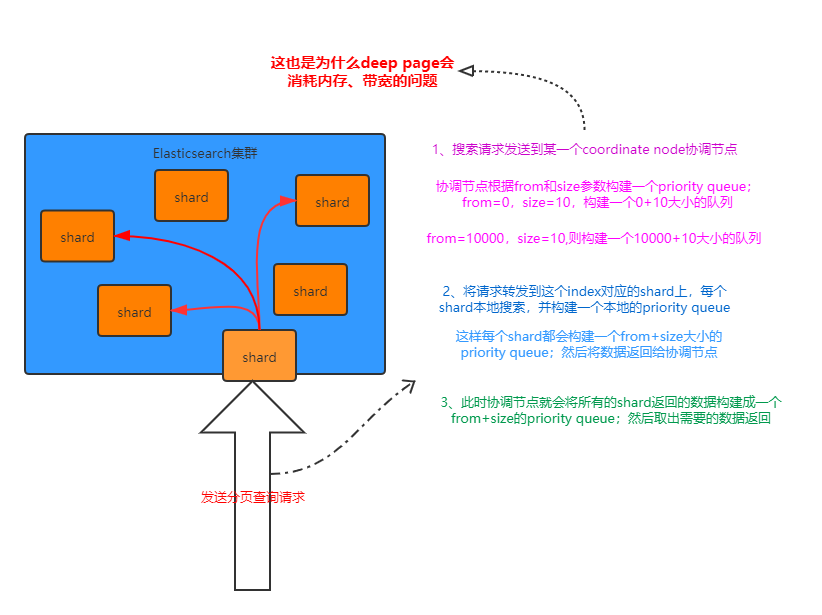 这也是为什么deep page会
消耗内存、带宽的问题
Elasticsearch集群
shard
shard
shard
shard
shard
shard
发送分页查询请求
1、搜索请求发送到某一个coordinate node协调节点
协调节点根据from和size参数构建一个priority queue；
from=0，size=10，构建一个0+10大小的队列
from=10000，size=10,则构建一个10000+10大小的队列
2、将请求转发到这个index对应的shard上，每个
shard本地搜索，并构建一个本地的priority queue
这样每个shard都会构建一个from+size大小的
priority queue；然后将数据返回给协调节点
3、此时协调节点就会将所有的shard返回的数据构建成一个
from+size的priority queue；然后取出需要的数据返回